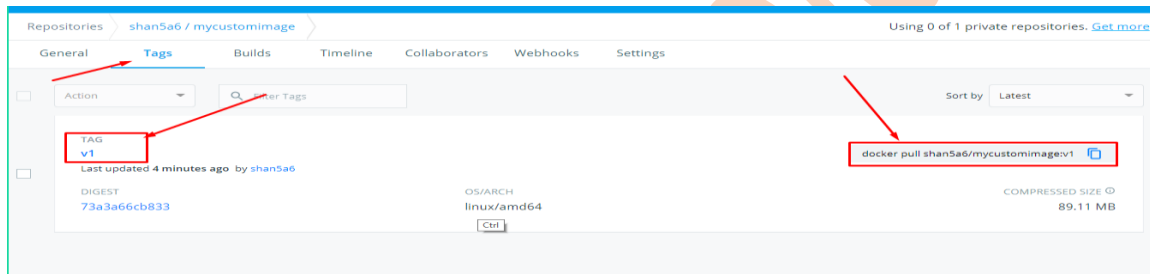 Repositories shan5a6 / mycustomimage Using 0 of 1 private repositories. Get more
General Tags Builds Timeline Collaborators Webhooks Settings
Action Filter Tags Sort by Latest
TAG
v1 docker pull shan5a6/mycustomimage:v1
Last updated 4 minutes ago by shan5a6
DIGEST OS/ARCH COMPRESSED SIZE
73a3a66cb833 linux/amd64 89.11 MB
Ctrl